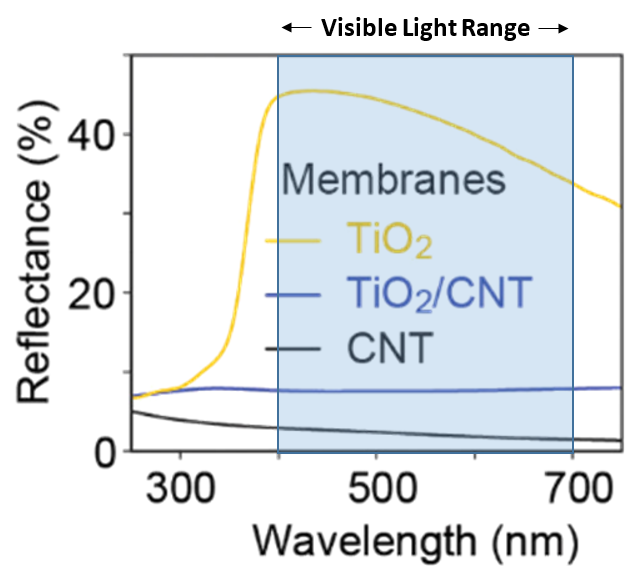 ← Visible Light Range →
Reflectance (%)
40
20
0
Membranes
TiO₂
TiO₂/CNT
CNT
300 500 700
Wavelength (nm)